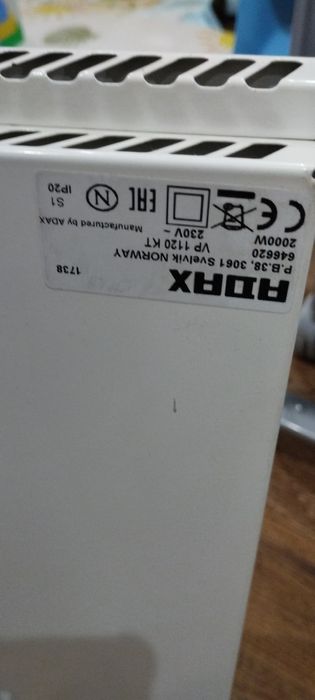 ADAX
P.B.38, 3061 Svelvik NORWAY
1738
646620
VP 1120 KT
2000W
230V ~
Manufactured by ADAX
IP20
S1
CE
EAC
N